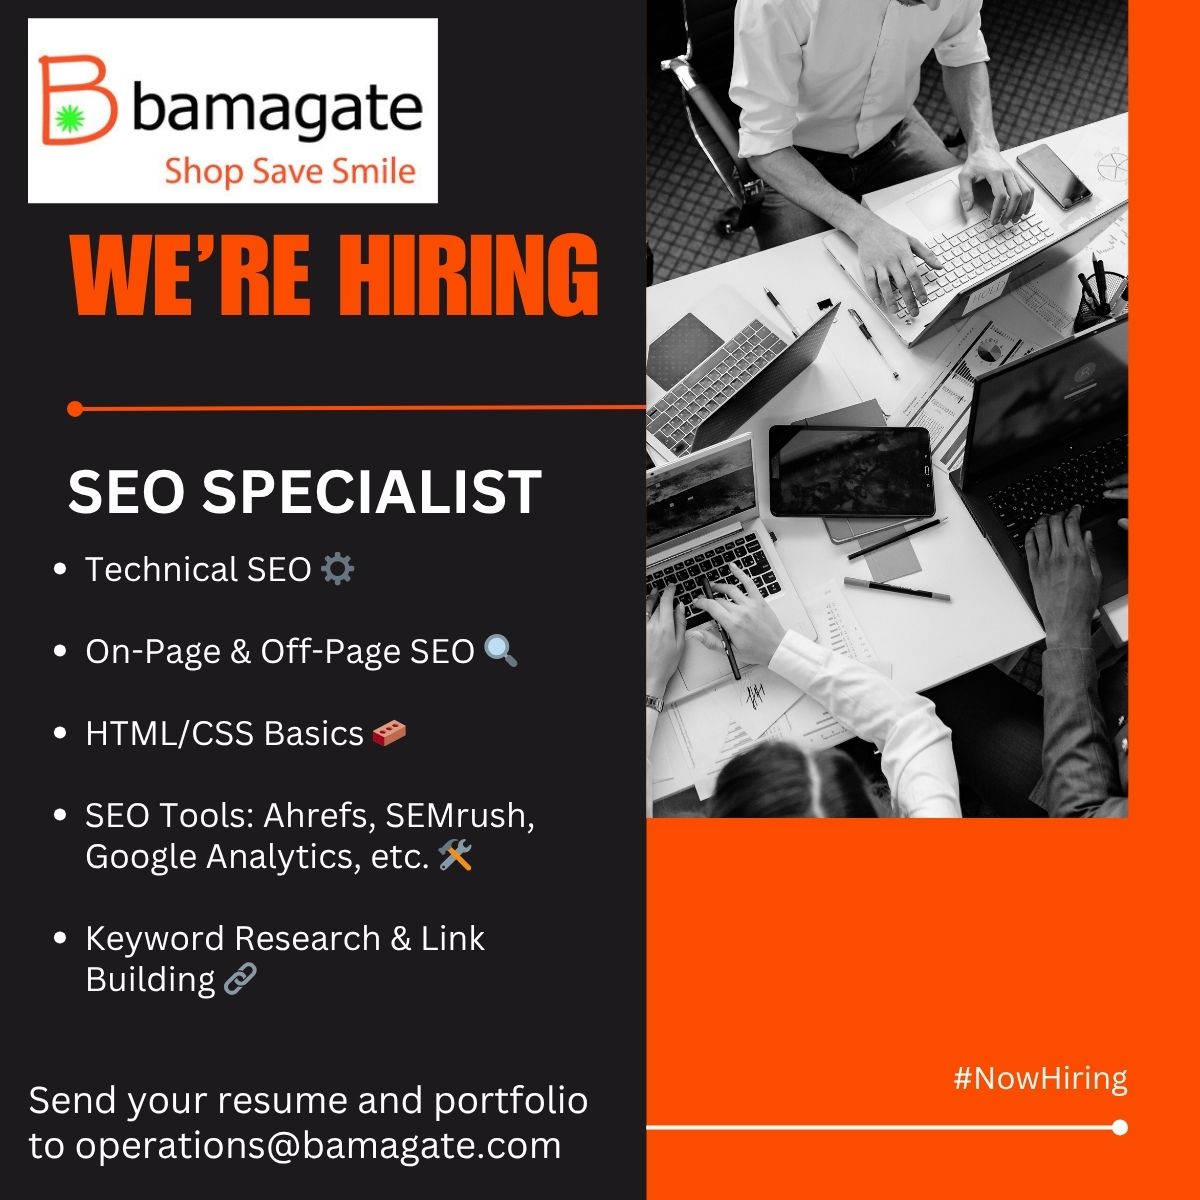 B bamagate
Shop Save Smile
WE'RE HIRING
SEO SPECIALIST
• Technical SEO ⚙️
• On-Page & Off-Page SEO 🔍
• HTML/CSS Basics 🧱
• SEO Tools: Ahrefs, SEMrush,
Google Analytics, etc. 🛠️
• Keyword Research & Link
Building 🔗
Send your resume and portfolio
to operations@bamagate.com
#NowHiring